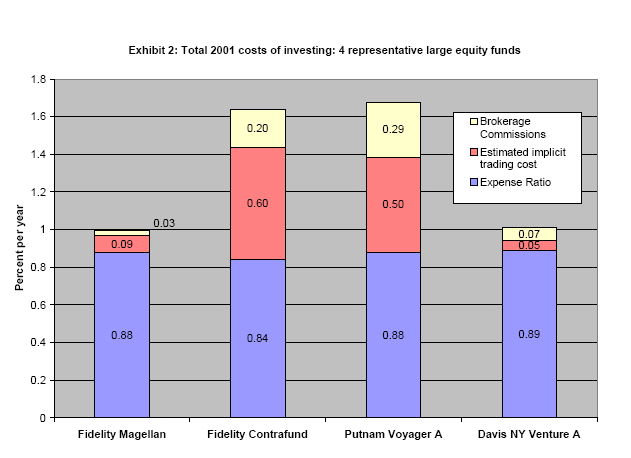 Exhibit 2: Total 2001 costs of investing: 4 representative large equity funds
Percent per year
1.8
1.6
1.4
1.2
1
0.8
0.6
0.4
0.2
0
0.03
0.09
0.88
0.20
0.60
0.84
0.29
0.50
0.88
0.07
0.05
0.89
Brokerage
Commissions
Estimated implicit
trading cost
Expense Ratio
Fidelity Magellan
Fidelity Contrafund
Putnam Voyager A
Davis NY Venture A